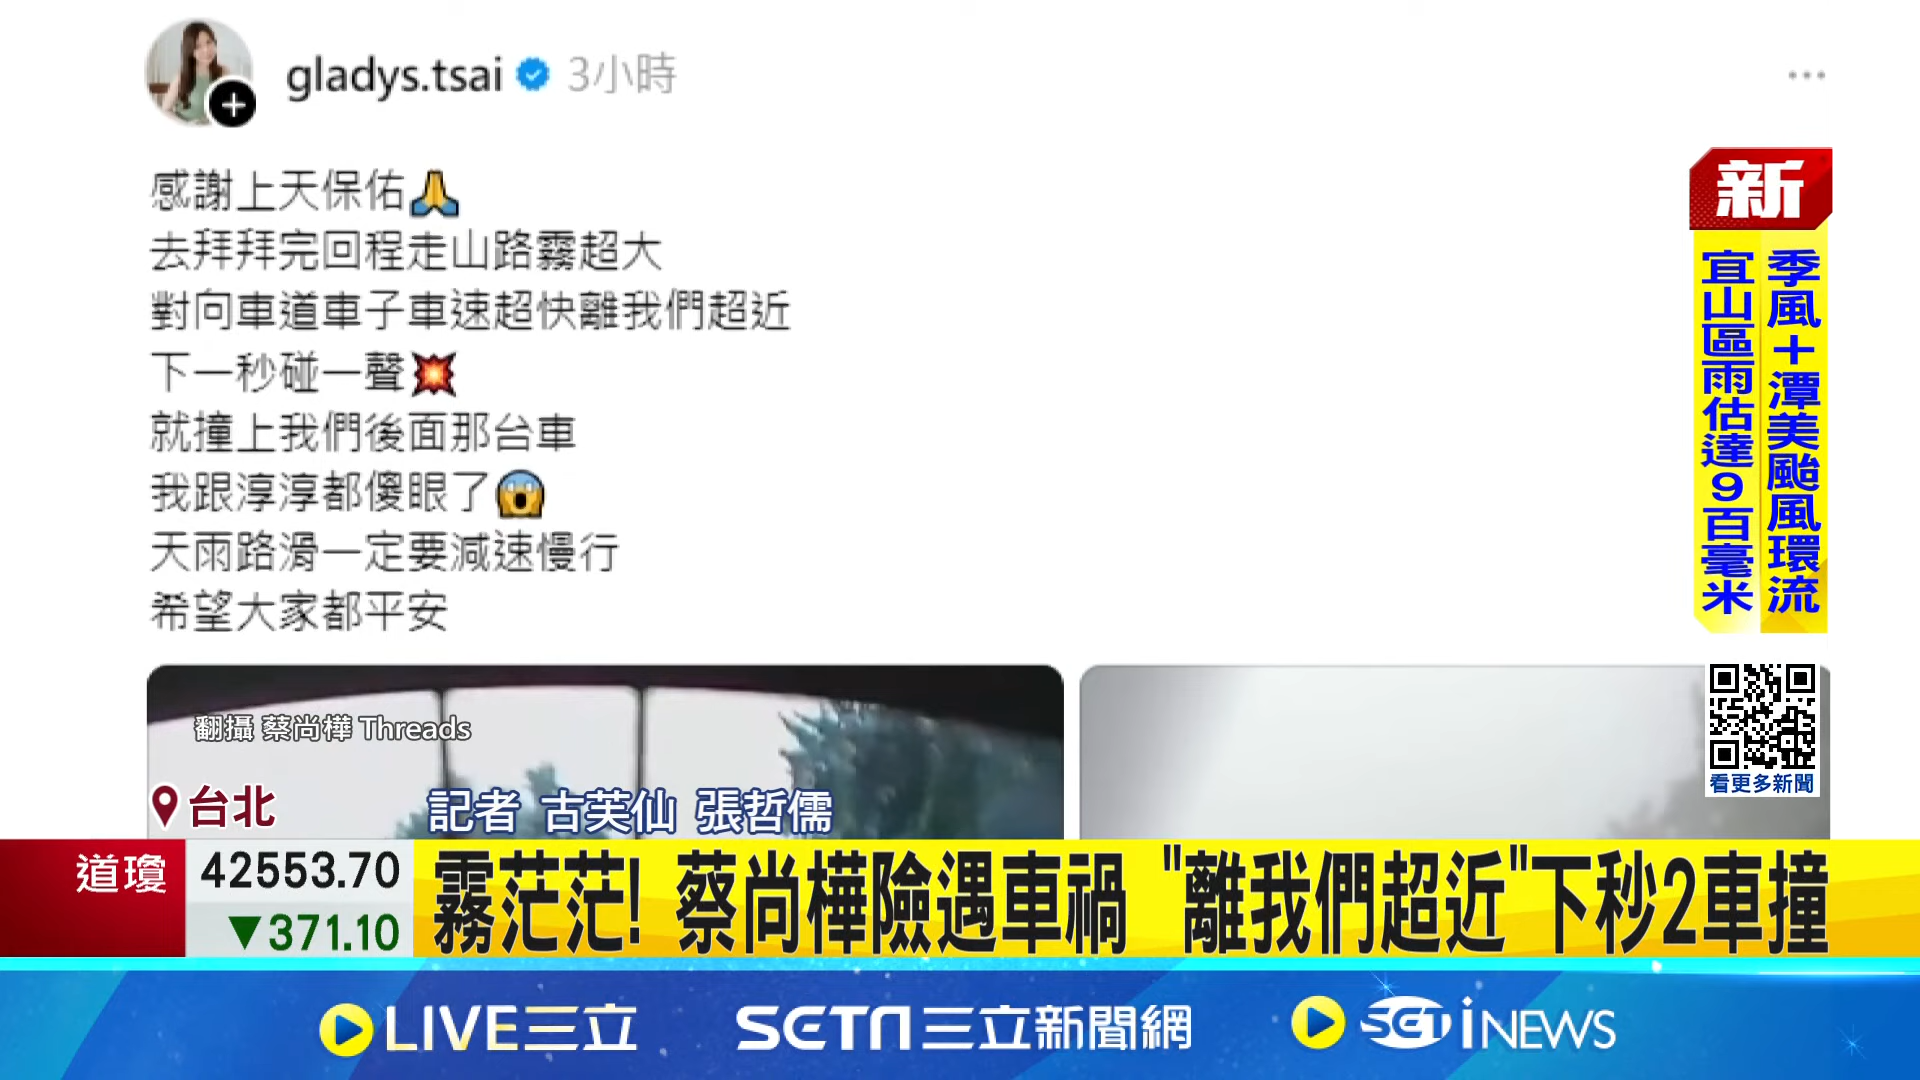 gladys.tsai 3小時
感謝上天保佑🙏
去拜拜完回程走山路霧超大
對向車道車子車速超快離我們超近
下一秒碰一聲💥
就撞上我們後面那台車
我跟淳淳都傻眼了😱
天雨路滑一定要減速慢行
希望大家都平安
新
季風+潭美颱風環流
宜山區雨估達9百毫米
看更多新聞
翻攝 蔡尚樺 Threads
台北
記者 古芙仙 張哲儒
道瓊
42553.70
▼371.10
霧茫茫! 蔡尚樺險遇車禍 "離我們超近"下秒2車撞
LIVE三立
SETN三立新聞網
SET iNEWS